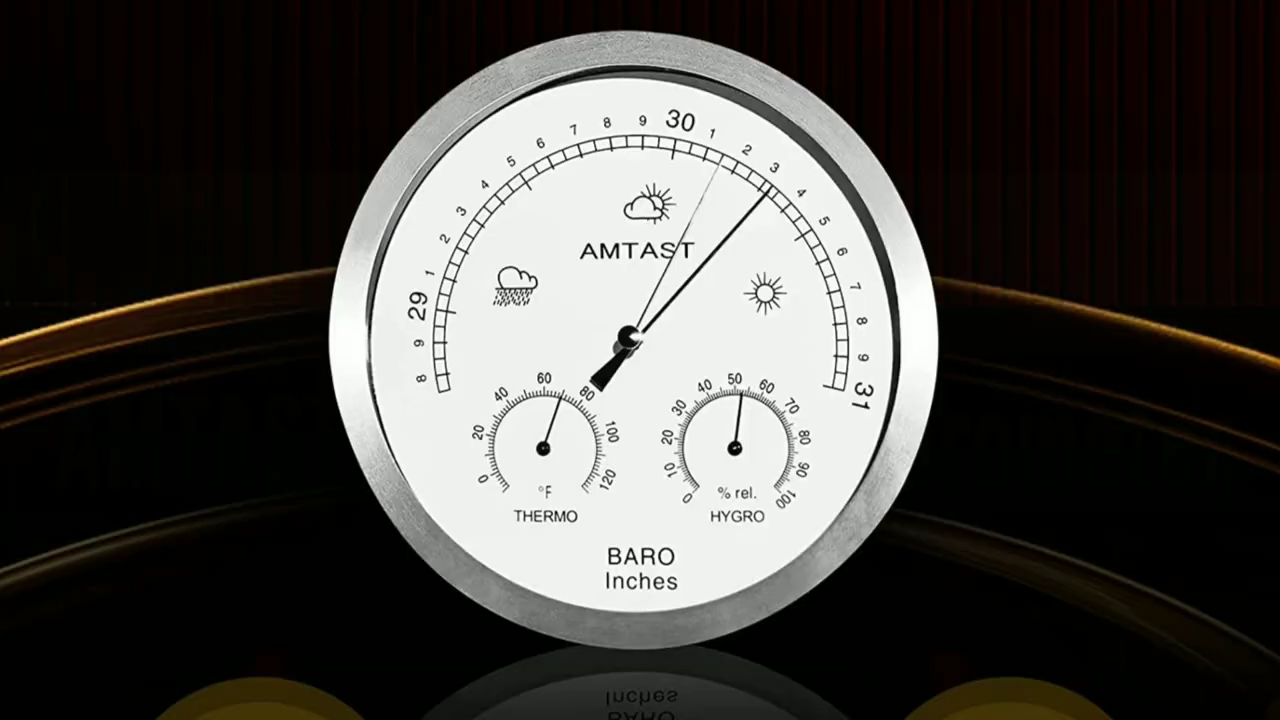 8 9 29 1 2 3 4 5 6 7 8 9 30 1 2 3 4 5 6 7 8 9 31
AMTAST
0 20 40 60 80 100 120
°F
THERMO
0 10 20 30 40 50 60 70 80 90 100
% rel.
HYGRO
BARO
Inches
Inches
BARO